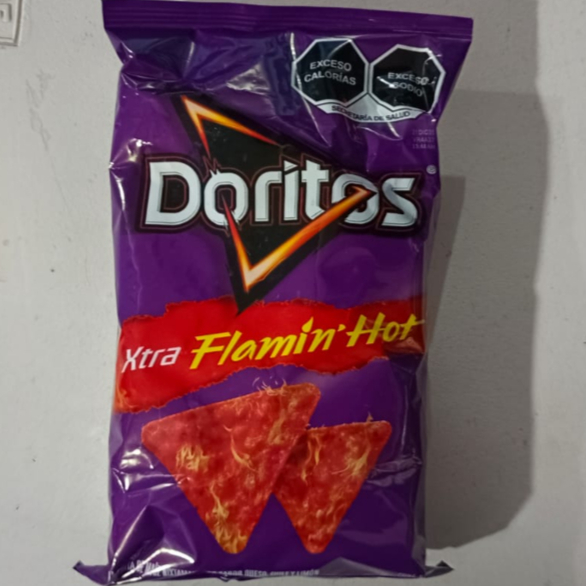 EXCESO
CALORÍAS
EXCESO
SODIO
SECRETARÍA DE SALUD
Doritos
Xtra Flamin' Hot